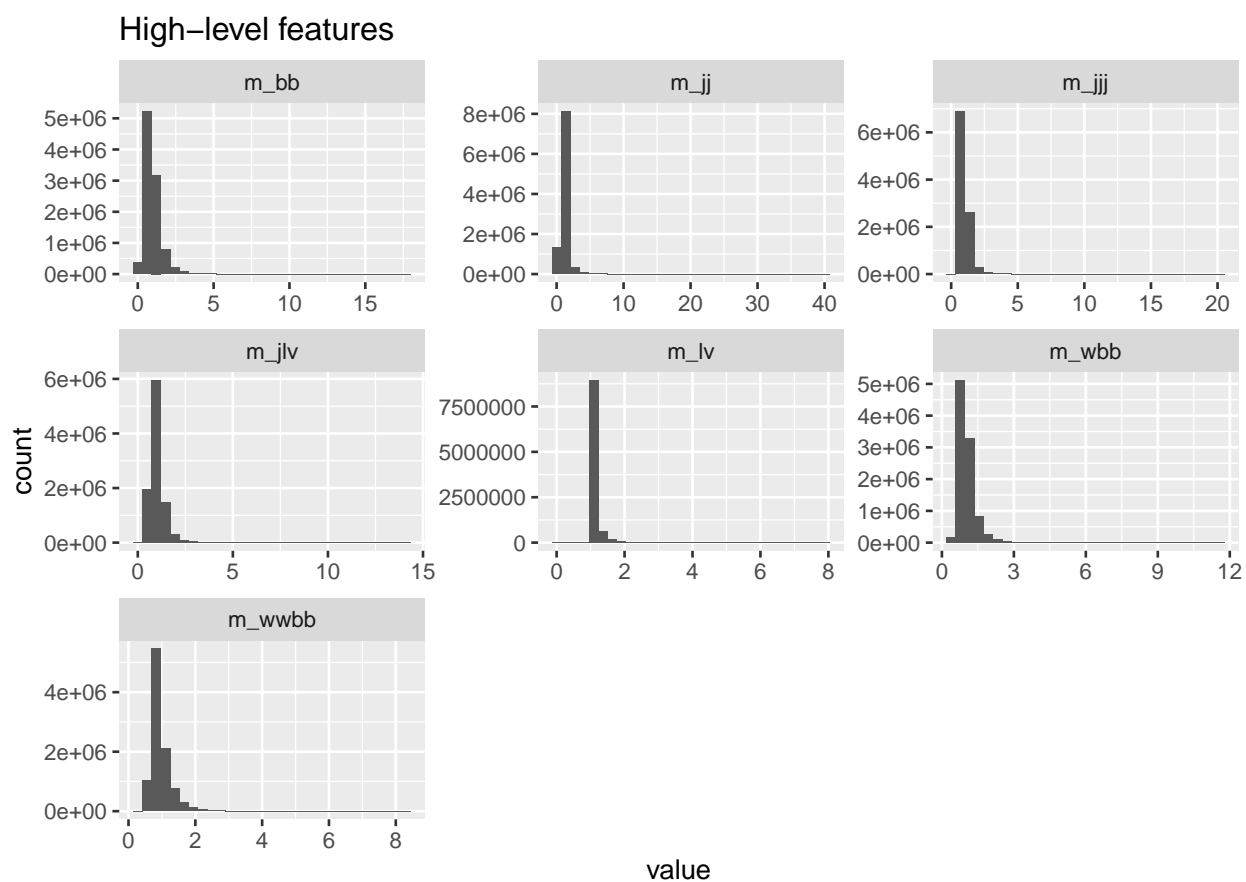 High−level features
m_bb
m_jj
m_jjj
5e+06
4e+06
3e+06
2e+06
1e+06
0e+00
8e+06
6e+06
4e+06
2e+06
0e+00
6e+06
4e+06
2e+06
0e+00
0 5 10 15
0 10 20 30 40
0 5 10 15 20
m_jlv
m_lv
m_wbb
6e+06
4e+06
2e+06
0e+00
7500000
5000000
2500000
0
5e+06
4e+06
3e+06
2e+06
1e+06
0e+00
0 5 10 15
0 2 4 6 8
0 3 6 9 12
m_wwbb
4e+06
2e+06
0e+00
0 2 4 6 8
count
value